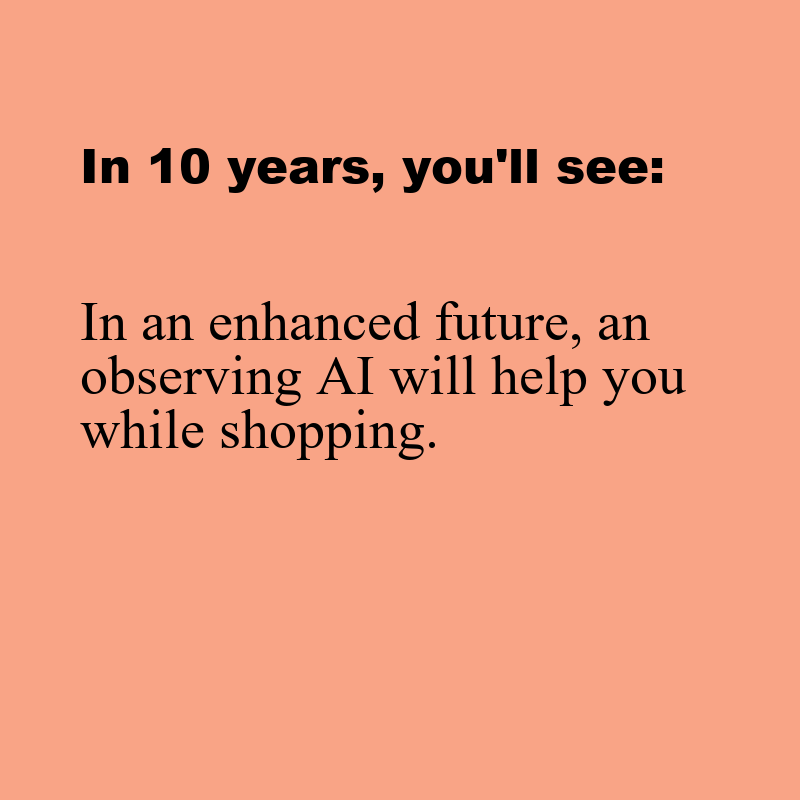 In 10 years, you'll see:
In an enhanced future, an
observing AI will help you
while shopping.